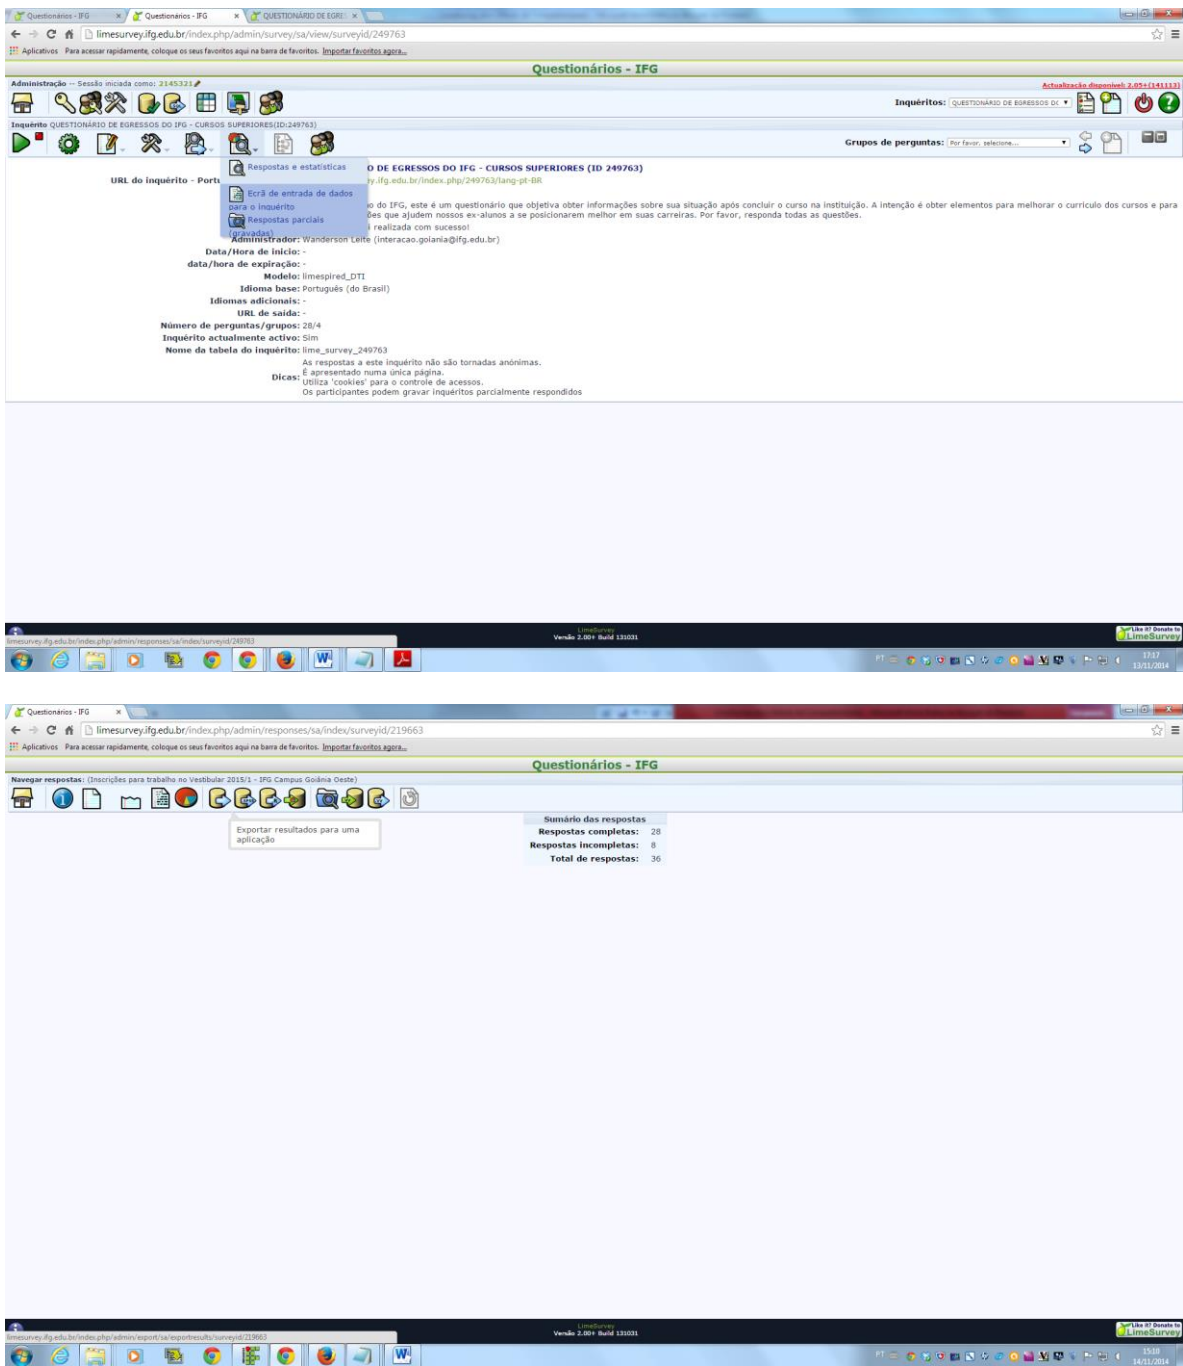 Questionários - IFG
Questionários - IFG
QUESTIONÁRIO DE EGRE
limesurvey.ifg.edu.br/index.php/admin/survey/sa/view/surveyid/249763
Aplicativos Para acessar rapidamente, coloque os seus favoritos aqui na barra de favoritos. Importar favoritos agora...
Questionários - IFG
Administração -- Sessão iniciada como: 2145321
Actualização disponível: 2.05+(141113)
Inquéritos: QUESTIONÁRIO DE EGRESSOS DO
Inquérito QUESTIONÁRIO DE EGRESSOS DO IFG - CURSOS SUPERIORES(ID:249763)
Grupos de perguntas: Por favor, selecione...
Respostas e estatísticas
Ecrã de entrada de dados para o inquérito
Respostas parciais (gravadas)
O DE EGRESSOS DO IFG - CURSOS SUPERIORES (ID 249763)
URL do inquérito - Portu ey.ifg.edu.br/index.php/249763/lang-pt-BR
o do IFG, este é um questionário que objetiva obter informações sobre sua situação após concluir o curso na instituição. A intenção é obter elementos para melhorar o currículo dos cursos e para
ões que ajudem nossos ex-alunos a se posicionarem melhor em suas carreiras. Por favor, responda todas as questões.
i realizada com sucesso!
Administrador: Wanderson Leite (interacao.goiania@ifg.edu.br)
Data/Hora de inicio: -
data/hora de expiração: -
Modelo: limespired_DTI
Idioma base: Português (do Brasil)
Idiomas adicionais: -
URL de saída: -
Número de perguntas/grupos: 28/4
Inquérito actualmente activo: Sim
Nome da tabela do inquérito: lime_survey_249763
Dicas: As respostas a este inquérito não são tornadas anónimas.
É apresentado numa única página.
Utiliza 'cookies' para o controle de acessos.
Os participantes podem gravar inquéritos parcialmente respondidos
limesurvey.ifg.edu.br/index.php/admin/responses/sa/index/surveyid/249763
LimeSurvey
Versão 2.00+ Build 131031
Like it? Donate to
LimeSurvey
PT
17:17
13/11/2014
Questionários - IFG
limesurvey.ifg.edu.br/index.php/admin/responses/sa/index/surveyid/219663
Aplicativos Para acessar rapidamente, coloque os seus favoritos aqui na barra de favoritos. Importar favoritos agora...
Questionários - IFG
Navegar respostas: (Inscrições para trabalho no Vestibular 2015/1 - IFG Campus Goiânia Oeste)
Exportar resultados para uma
aplicação
Sumário das respostas
Respostas completas: 28
Respostas incompletas: 8
Total de respostas: 36
limesurvey.ifg.edu.br/index.php/admin/export/sa/exportresults/surveyid/219663
LimeSurvey
Versão 2.00+ Build 131031
Like it? Donate to
LimeSurvey
PT
15:10
14/11/2014